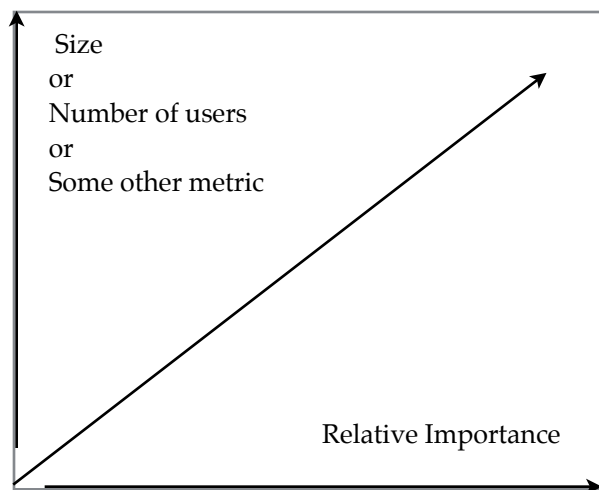 Size
or
Number of users
or
Some other metric
Relative Importance